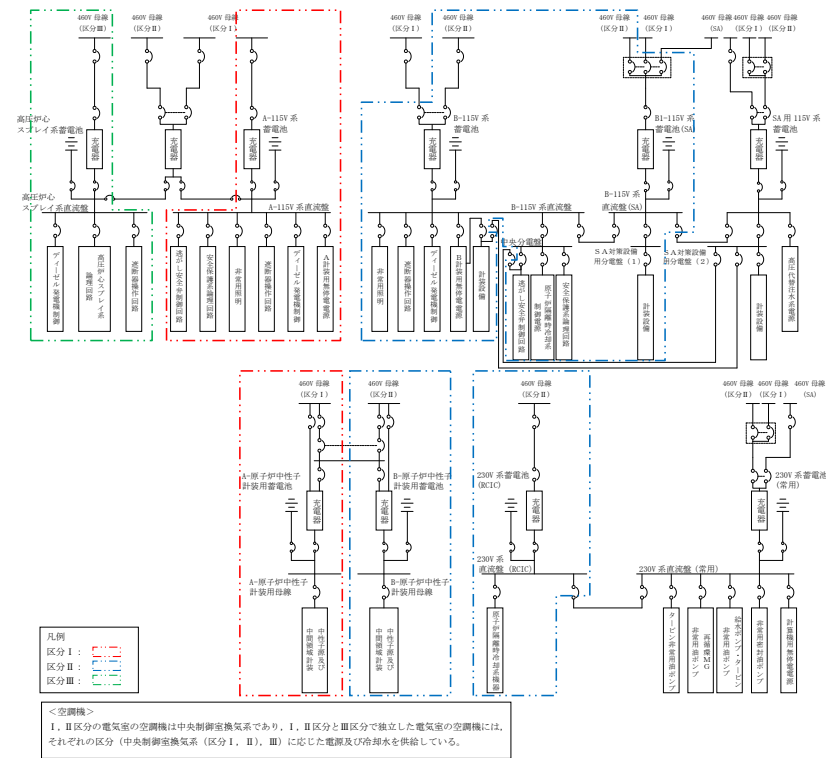 460V 母線 460V 母線 460V 母線 460V 母線
(区分Ⅲ) (区分Ⅱ) (区分Ⅰ) (区分Ⅰ)
460V 母線 460V 母線 460V 母線 460V 母線 460V 母線 460V 母線 460V 母線 460V 母線
(区分Ⅰ) (区分Ⅱ) (区分Ⅱ) (区分Ⅰ) (SA) (SA) (区分Ⅰ) (区分Ⅱ)
高圧炉心
スプレイ系蓄電池
A-115V 系
蓄電池
B-115V 系
蓄電池
B1-115V 系
蓄電池(SA)
SA 用 115V 系
蓄電池
充電器
充電器
充電器
充電器
充電器
充電器
高圧炉心
スプレイ系直流盤
A-115V 系直流盤
B-115V 系直流盤
B-115V 系
直流盤(SA)
中央分電盤
SA対策設備
用分電盤（1）
SA対策設備
用分電盤（2）
ディーゼル発電機制御
高圧炉心スプレイ系
論理回路
遮断器操作回路
逃がし安全弁制御回路
安全保護系論理回路
非常用照明
遮断器操作回路
ディーゼル発電機制御
A計装用無停電電源
非常用照明
遮断器操作回路
ディーゼル発電機制御
B計装用無停電電源
計装設備
逃がし安全弁制御回路
原子炉隔離時冷却系
制御電源
安全保護系論理回路
計装設備
計装設備
高圧代替注水系電源
460V 母線 460V 母線 460V 母線 460V 母線 460V 母線 460V 母線
(区分Ⅰ) (区分Ⅱ) (区分Ⅱ) (区分Ⅱ) (区分Ⅰ) (SA)
A-原子炉中性子
計装用蓄電池
B-原子炉中性子
計装用蓄電池
230V 系蓄電池
(RCIC)
230V 系蓄電池
(常用)
充電器
充電器
充電器
充電器
A-原子炉中性子
計装用母線
B-原子炉中性子
計装用母線
230V 系
直流盤 (RCIC)
230V 系直流盤 (常用)
中性子源及び
中間領域計装
中性子源及び
中間領域計装
原子炉隔離時冷却系機器
タービン非常用油ポンプ
再循環MG
非常用油ポンプ
給水ポンプ・タービン
非常用油ポンプ
非常用密封油ポンプ
計算機用無停電電源
凡例
区分Ⅰ：
区分Ⅱ：
区分Ⅲ：
＜空調機＞
Ⅰ，Ⅱ区分の電気室の空調機は中央制御室換気系であり，Ⅰ，Ⅱ区分とⅢ区分で独立した電気室の空調機には，
それぞれの区分（中央制御室換気系（区分Ⅰ，Ⅱ），Ⅲ）に応じた電源及び冷却水を供給している。